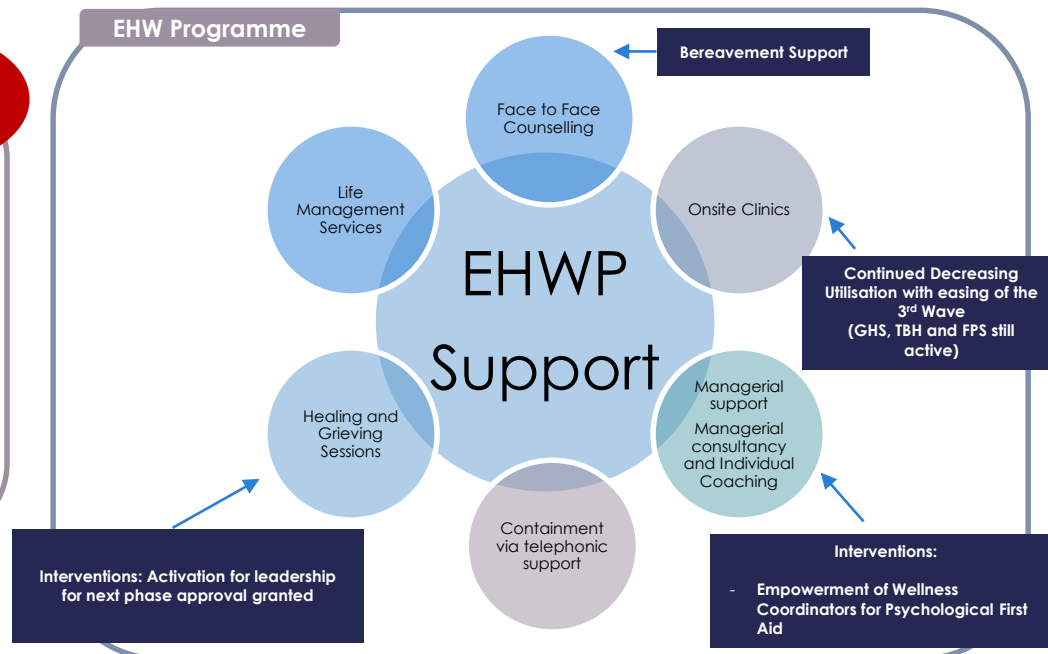 EHW Programme
Bereavement Support
Face to Face
Counselling
Life
Management
Services
Onsite Clinics
EHWP
Support
Continued Decreasing
Utilisation with easing of the
3rd Wave
(GHS, TBH and FPS still
active)
Managerial
support
Managerial
consultancy
and Individual
Coaching
Healing and
Grieving
Sessions
Containment
via telephonic
support
Interventions: Activation for leadership
for next phase approval granted
Interventions:
- Empowerment of Wellness
Coordinators for Psychological First
Aid